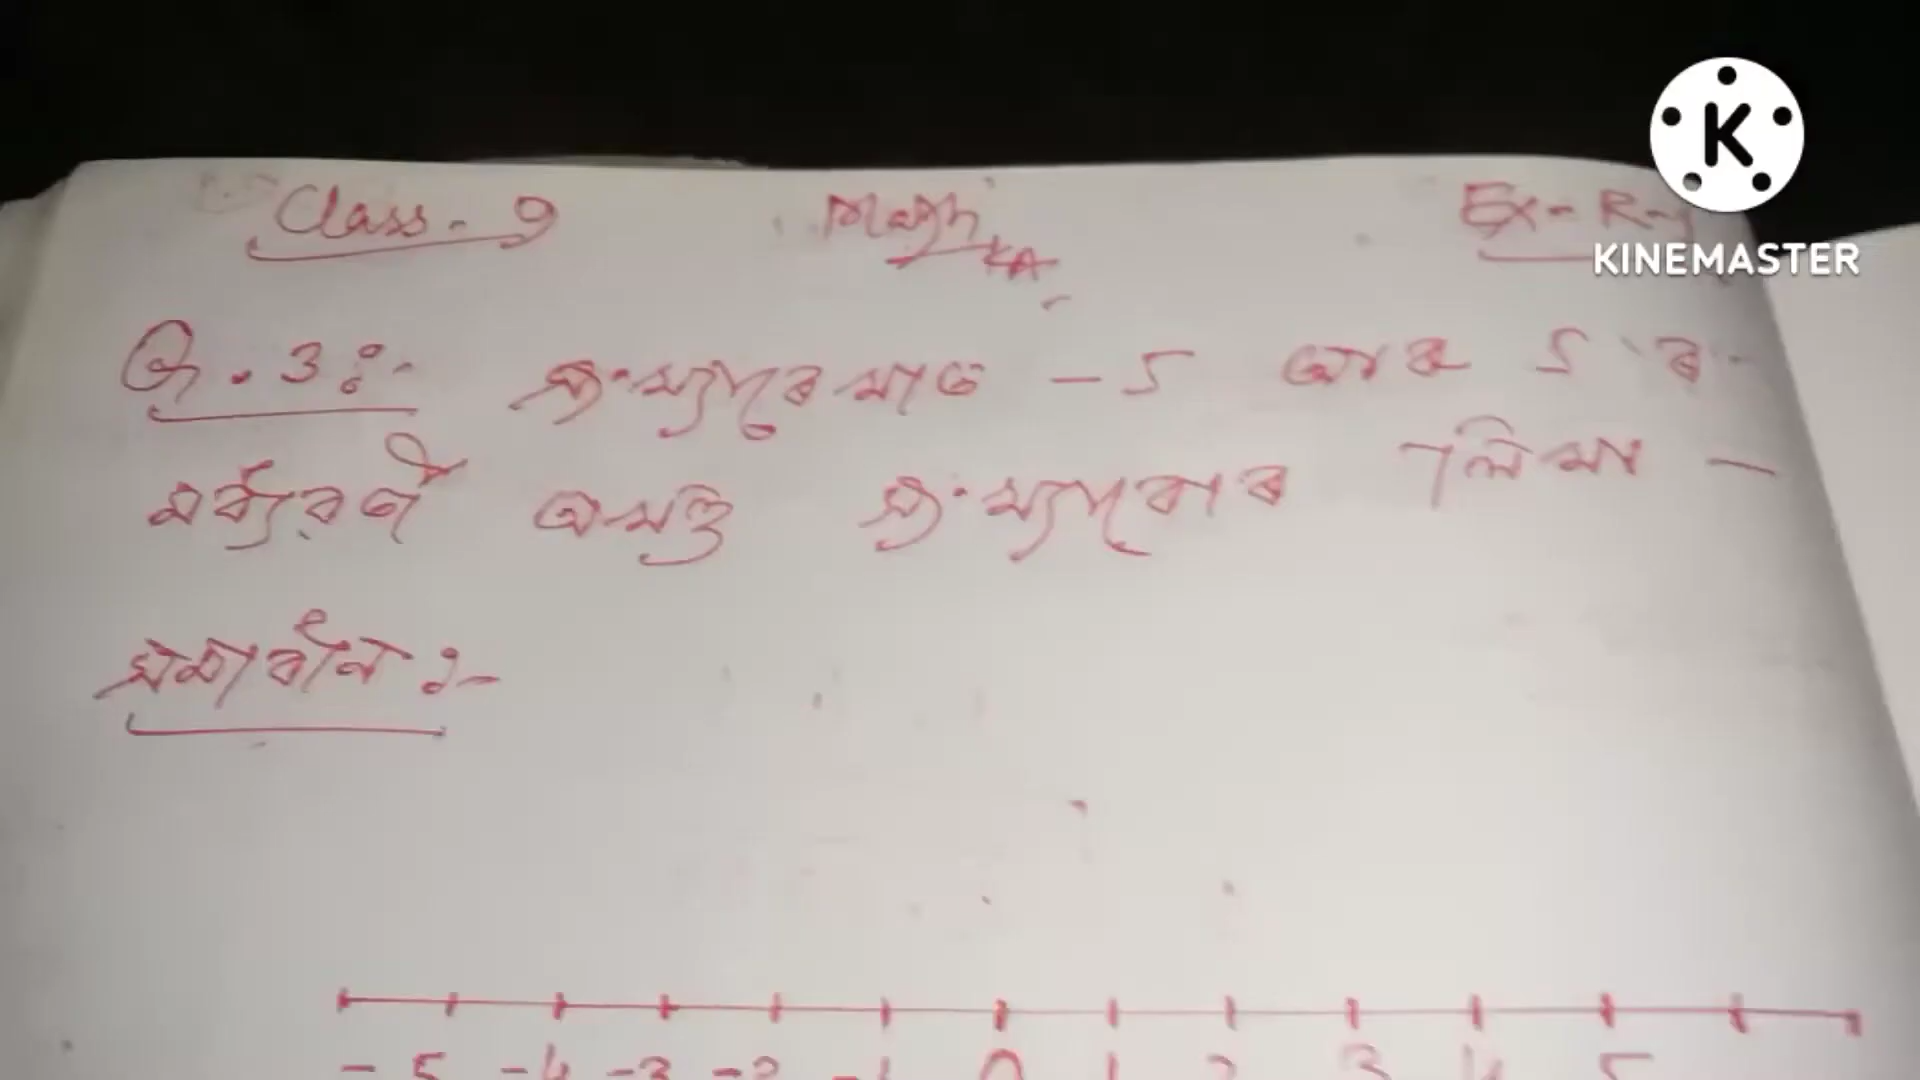 Class - 9 Math Ex-R-1
KINEMASTER
Q. 3 :- সংখ্যাৰেখাত -5 আৰু 5 ৰ
মধ্যৱৰ্তী অখণ্ড সংখ্যাবোৰ লিখা -
সমাধান :-
-5 -4 -3 -2 -1 0 1 2 3 4 5